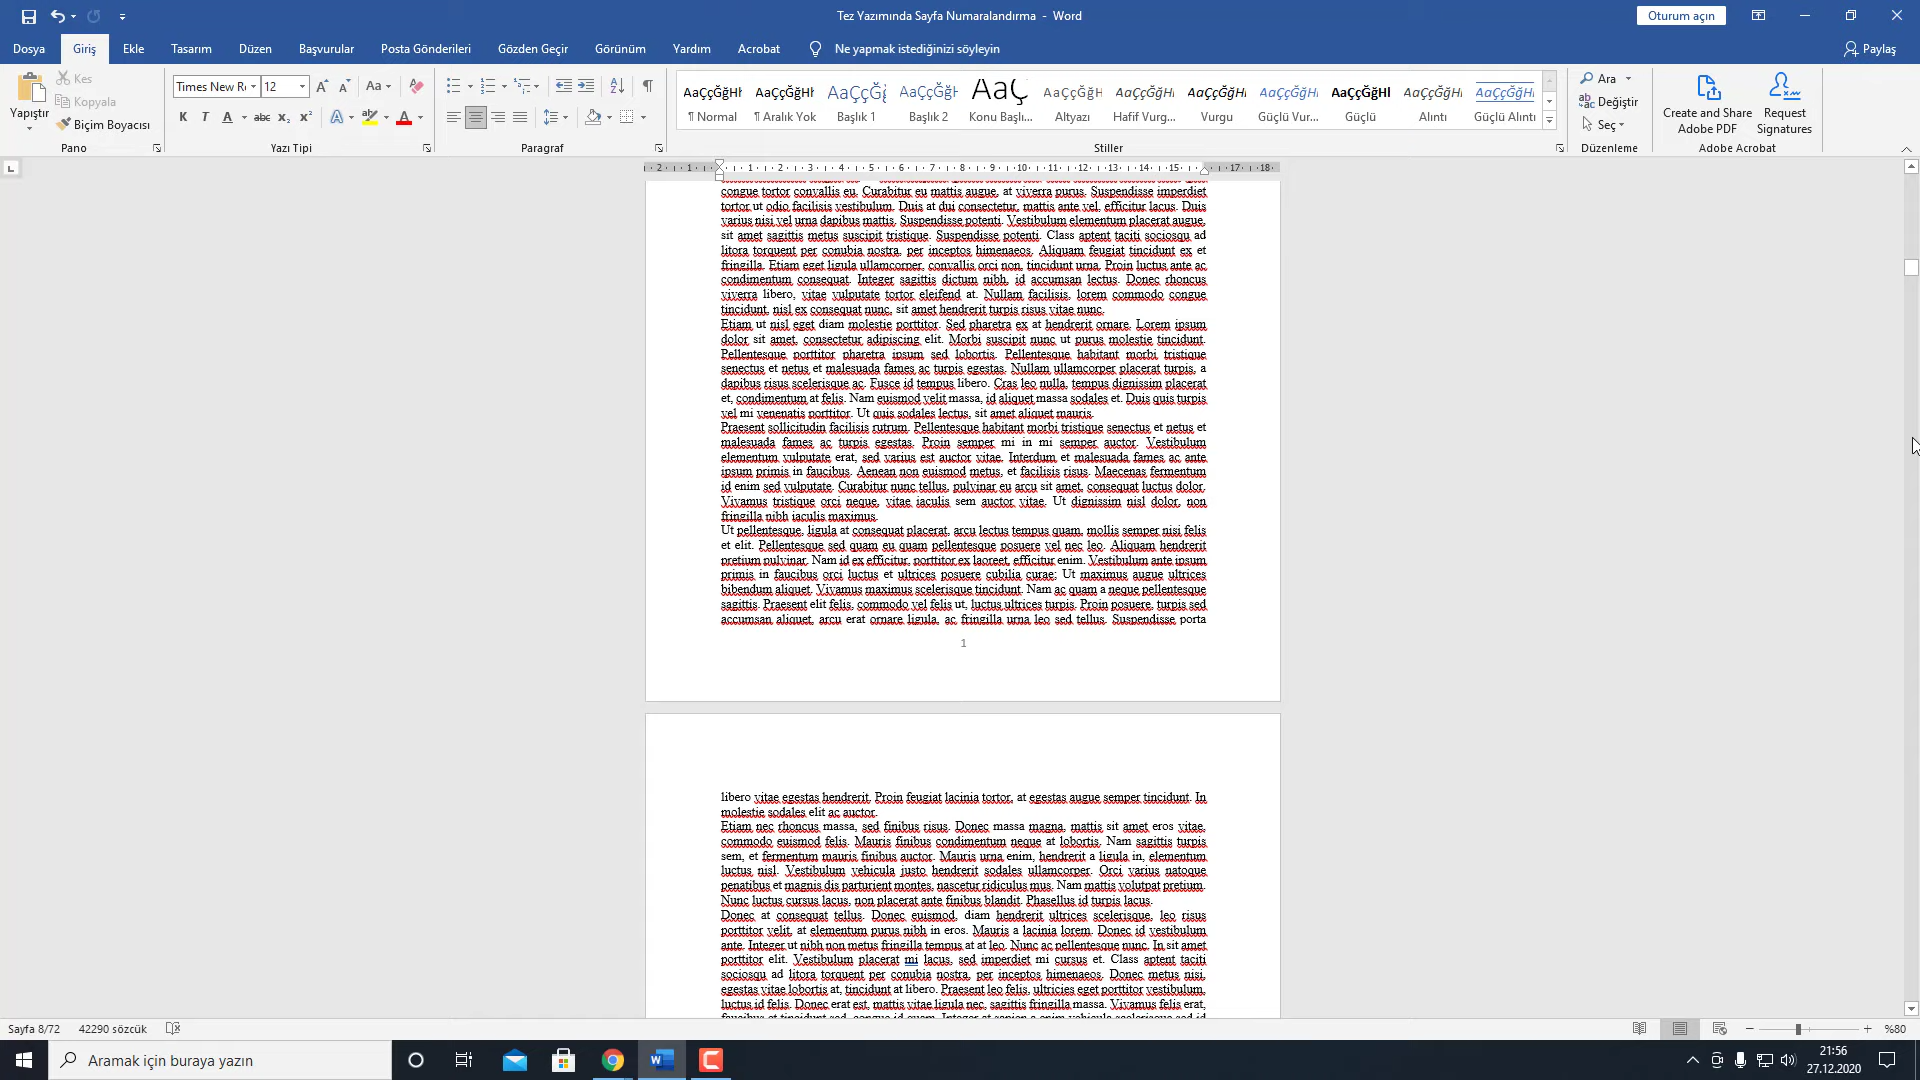 Tez Yazımında Sayfa Numaralandırma - Word
Oturum açın
Dosya Giriş Ekle Tasarım Düzen Başvurular Posta Gönderileri Gözden Geçir Görünüm Yardım Acrobat Ne yapmak istediğinizi söyleyin Paylaş
Yapıştır
Kes
Kopyala
Biçim Boyacısı
Pano
Times New R
12
Yazı Tipi
Paragraf
¶ Normal ¶ Aralık Yok Başlık 1 Başlık 2 Konu Başlı... Altyazı Hafif Vurg... Vurgu Güçlü Vur... Güçlü Alıntı Güçlü Alıntı
Stiller
Ara
Değiştir
Seç
Düzenleme
Create and Share Adobe PDF
Request Signatures
Adobe Acrobat
congue tortor convallis eu. Curabitur eu mattis augue, at viverra purus. Suspendisse imperdiet
tortor ut odio facilisis vestibulum. Duis at dui consectetur, mattis ante vel, efficitur lacus. Duis
varius nisi vel urna dapibus mattis. Suspendisse potenti. Vestibulum elementum placerat augue,
sit amet sagittis metus suscipit tristique. Suspendisse potenti. Class aptent taciti sociosqu ad
litora torquent per conubia nostra, per inceptos himenaeos. Aliquam feugiat tincidunt ex et
fringilla. Etiam eget ligula ullamcorper, convallis orci non, tincidunt urna. Proin luctus ante ac
condimentum consequat. Integer sagittis dictum nibh, id accumsan lectus. Donec rhoncus
viverra libero, vitae vulputate tortor eleifend at. Nullam facilisis, lorem commodo congue
tincidunt, nisl ex consequat nunc, sit amet hendrerit turpis risus vitae nunc.
Etiam ut nisl eget diam molestie porttitor. Sed pharetra ex at hendrerit ornare. Lorem ipsum
dolor sit amet, consectetur adipiscing elit. Morbi suscipit nunc ut purus molestie tincidunt.
Pellentesque porttitor pharetra ipsum sed lobortis. Pellentesque habitant morbi tristique
senectus et netus et malesuada fames ac turpis egestas. Nullam ullamcorper placerat turpis, a
dapibus risus scelerisque ac. Fusce id tempus libero. Cras leo nulla, tempus dignissim placerat
et, condimentum at felis. Nam euismod velit massa, id aliquet massa sodales et. Duis quis turpis
vel mi venenatis porttitor. Ut quis sodales lectus, sit amet aliquet mauris.
Praesent sollicitudin facilisis rutrum. Pellentesque habitant morbi tristique senectus et netus et
malesuada fames ac turpis egestas. Proin semper mi in mi semper auctor. Vestibulum
elementum vulputate erat, sed varius est auctor vitae. Interdum et malesuada fames ac ante
ipsum primis in faucibus. Aenean non euismod metus, et facilisis risus. Maecenas fermentum
id enim sed vulputate. Curabitur nunc tellus, pulvinar eu arcu sit amet, consequat luctus dolor.
Vivamus tristique orci neque, vitae iaculis sem auctor vitae. Ut dignissim nisl dolor, non
fringilla nibh iaculis maximus.
Ut pellentesque, ligula at consequat placerat, arcu lectus tempus quam, mollis semper nisi felis
et elit. Pellentesque sed quam eu quam pellentesque posuere vel nec leo. Aliquam hendrerit
pretium pulvinar. Nam id ex efficitur, porttitor ex laoreet, efficitur enim. Vestibulum ante ipsum
primis in faucibus orci luctus et ultrices posuere cubilia curae; Ut maximus augue ultrices
bibendum aliquet. Vivamus maximus scelerisque tincidunt. Nam ac quam a neque pellentesque
sagittis. Praesent elit felis, commodo vel felis ut, luctus ultrices turpis. Proin posuere, turpis sed
accumsan aliquet, arcu erat ornare ligula, ac fringilla urna leo sed tellus. Suspendisse porta
1
libero vitae egestas hendrerit. Proin feugiat lacinia tortor, at egestas augue semper tincidunt. In
molestie sodales elit ac auctor.
Etiam nec rhoncus massa, sed finibus risus. Donec massa magna, mattis sit amet eros vitae,
commodo euismod felis. Mauris finibus condimentum neque at lobortis. Nam sagittis turpis
sem, et fermentum mauris finibus auctor. Mauris urna enim, hendrerit a ligula in, elementum
luctus nisl. Vestibulum vehicula justo hendrerit sodales ullamcorper. Orci varius natoque
penatibus et magnis dis parturient montes, nascetur ridiculus mus. Nam mattis volutpat pretium.
Nunc luctus cursus lacus, non placerat ante finibus blandit. Phasellus id turpis lacus.
Donec at consequat tellus. Donec euismod, diam hendrerit ultrices scelerisque, leo risus
porttitor velit, at elementum purus nibh in eros. Mauris a lacinia lorem. Donec id vestibulum
ante. Integer ut nibh non metus fringilla tempus at at leo. Nunc ac pellentesque nunc. In sit amet
porttitor elit. Vestibulum placerat mi lacus, sed imperdiet mi cursus et. Class aptent taciti
sociosqu ad litora torquent per conubia nostra, per inceptos himenaeos. Donec metus nisi,
egestas vitae lobortis at, tincidunt at libero. Praesent leo felis, ultricies eget porttitor vestibulum,
luctus id felis. Donec erat est, mattis vitae ligula nec, sagittis fringilla massa. Vivamus felis erat,
faucibus at tincidunt sed, congue id quam. Integer at sapien a enim vehicula scelerisque sed id
Sayfa 8/72 42290 sözcük %80
Aramak için buraya yazın
21:56
27.12.2020